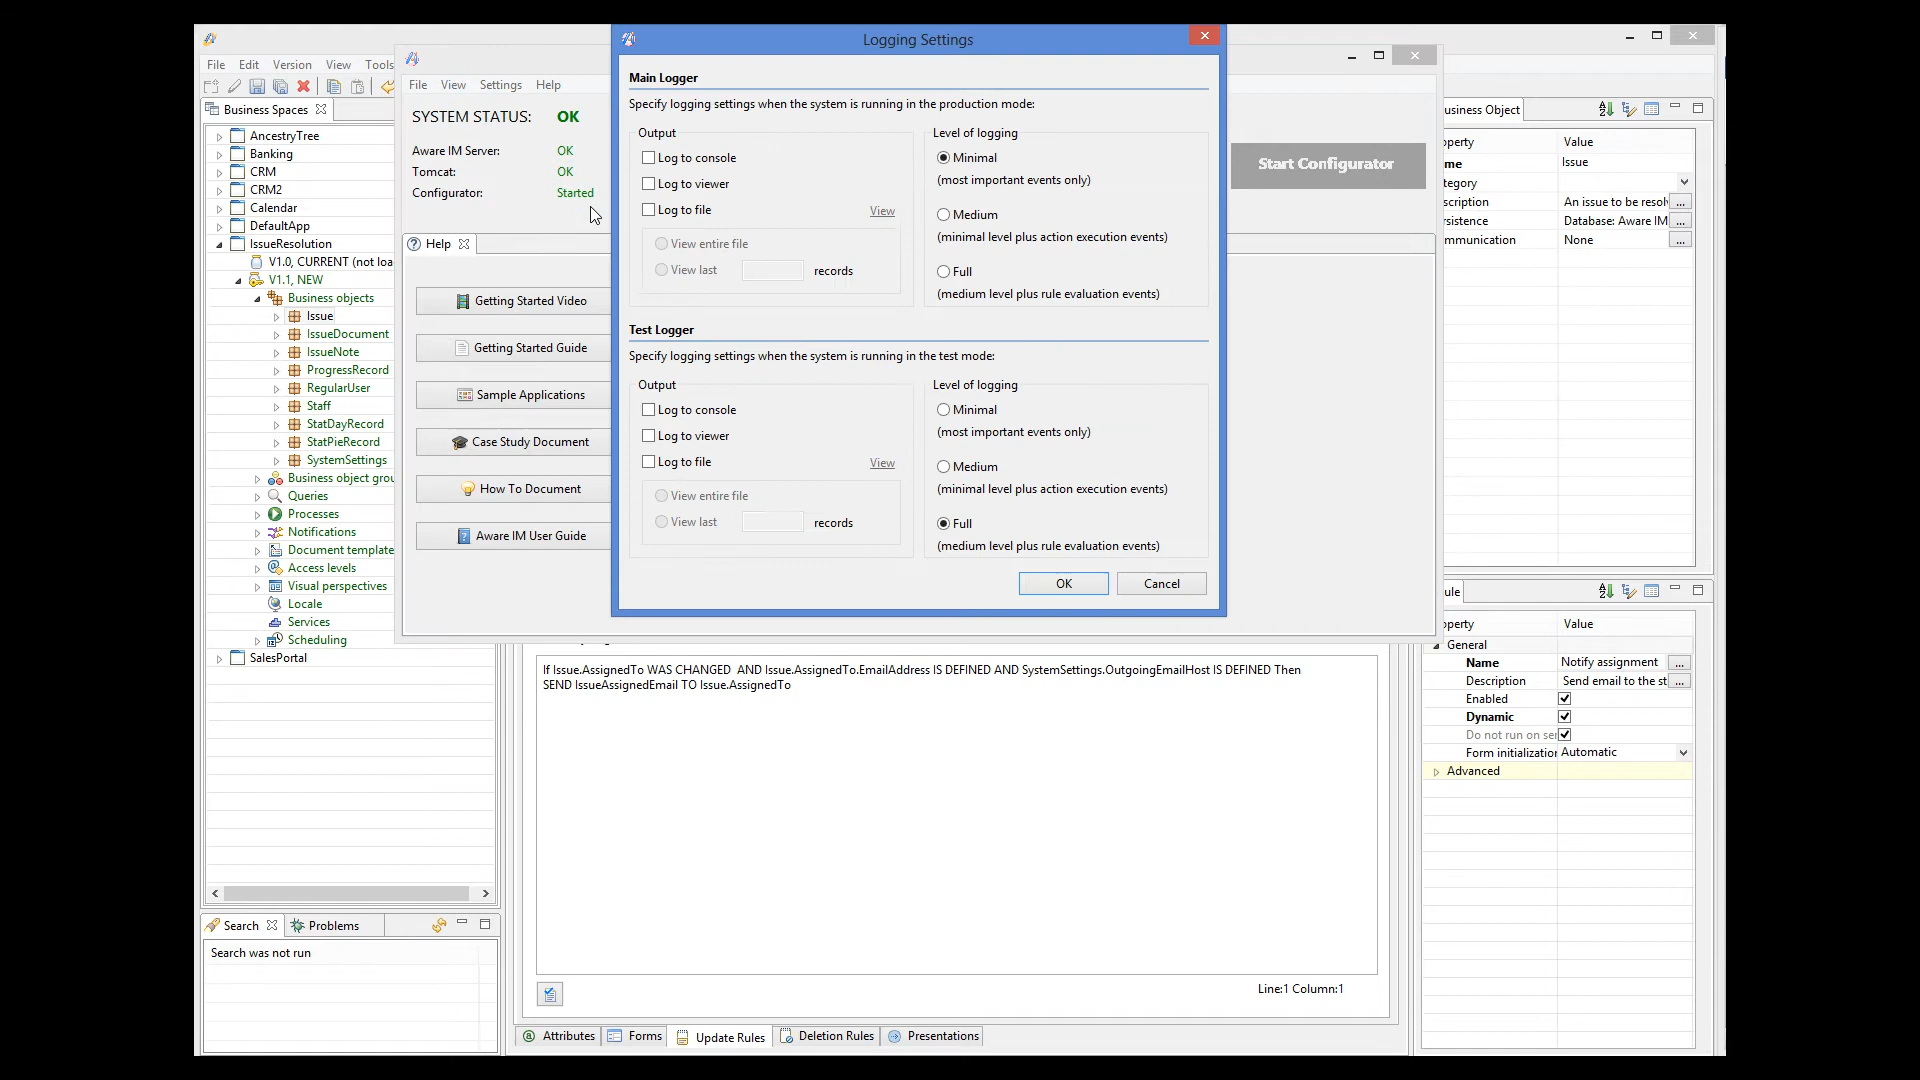 File Edit Version View Tools
Business Spaces
AncestryTree
Banking
CRM
CRM2
Calendar
DefaultApp
IssueResolution
V1.0, CURRENT (not loa
V1.1, NEW
Business objects
Issue
IssueDocument
IssueNote
ProgressRecord
RegularUser
Staff
StatDayRecord
StatPieRecord
SystemSettings
Business object grou
Queries
Processes
Notifications
Document template
Access levels
Visual perspectives
Locale
Services
Scheduling
SalesPortal
Search
Problems
Search was not run
File View Settings Help
SYSTEM STATUS: OK
Aware IM Server: OK
Tomcat: OK
Configurator: Started
Start Configurator
Help
Getting Started Video
Getting Started Guide
Sample Applications
Case Study Document
How To Document
Aware IM User Guide
Logging Settings
Main Logger
Specify logging settings when the system is running in the production mode:
Output
Log to console
Log to viewer
Log to file View
View entire file
View last records
Level of logging
Minimal
(most important events only)
Medium
(minimal level plus action execution events)
Full
(medium level plus rule evaluation events)
Test Logger
Specify logging settings when the system is running in the test mode:
Output
Log to console
Log to viewer
Log to file View
View entire file
View last records
Level of logging
Minimal
(most important events only)
Medium
(minimal level plus action execution events)
Full
(medium level plus rule evaluation events)
OK Cancel
If Issue.AssignedTo WAS CHANGED AND Issue.AssignedTo.EmailAddress IS DEFINED AND SystemSettings.OutgoingEmailHost IS DEFINED Then
SEND IssueAssignedEmail TO Issue.AssignedTo
Line:1 Column:1
Attributes Forms Update Rules Deletion Rules Presentations
usiness Object
perty Value
me Issue
tegory
scription An issue to be resol ...
sistence Database: Aware IM ...
mmunication None ...
ule
perty Value
General
Name Notify assignment ...
Description Send email to the st ...
Enabled
Dynamic
Do not run on ser
Form initialization Automatic
Advanced